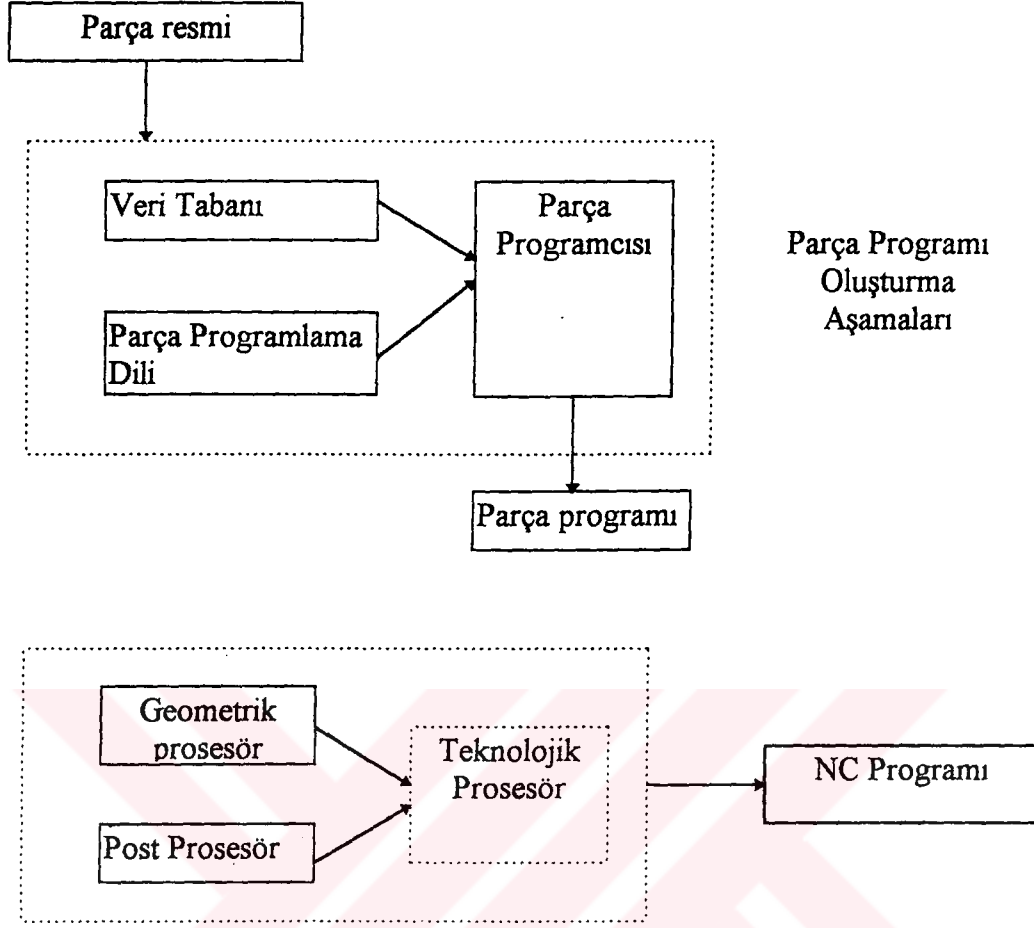 Parça resmi
Veri Tabanı
Parça
Programcısı
Parça Programlama
Dili
Parça Programı
Oluşturma
Aşamaları
Parça programı
Geometrik
prosesör
Teknolojik
Prosesör
Post Prosesör
NC Programı